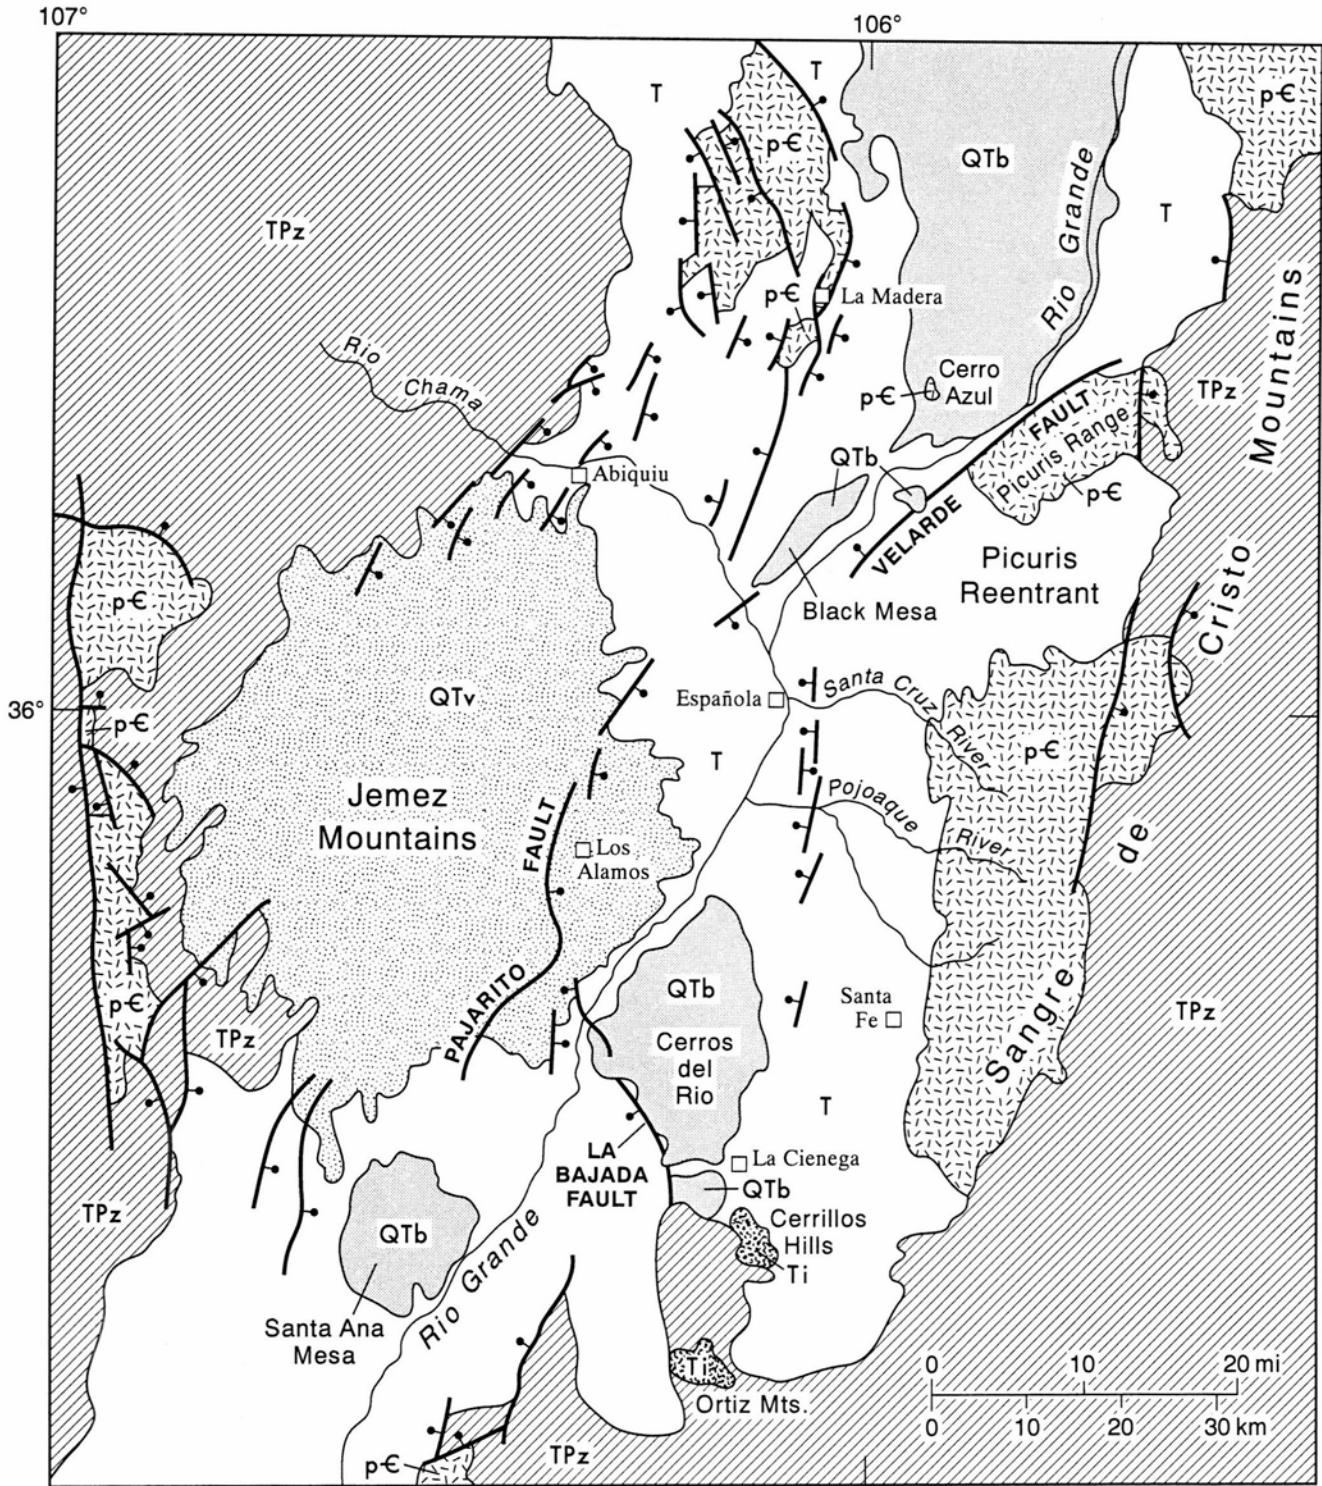 107°
106°
T
T
p-Є
p-Є
QTb
Rio Grande
T
TPz
p-Є
La Madera
Rio
Chama
Cerro
Azul
p-Є
FAULT
Picuris Range
TPz
Mountains
QTb
Abiquiu
p-Є
VELARDE
Picuris
Reentrant
Black Mesa
p-Є
Cristo
QTv
Española
Santa Cruz
River
36°
p-Є
T
p-Є
Jemez
Mountains
Pojoaque
River
de
FAULT
Los
Alamos
QTb
PAJARITO
Santa
Fe
p-Є
TPz
Cerros
del
Rio
Sangre
TPz
T
LA
BAJADA
FAULT
La Cienega
QTb
TPz
QTb
Cerrillos
Hills
Ti
Rio Grande
Santa Ana
Mesa
Ti
0 10 20 mi
Ortiz Mts.
0 10 20 30 km
p-Є
TPz